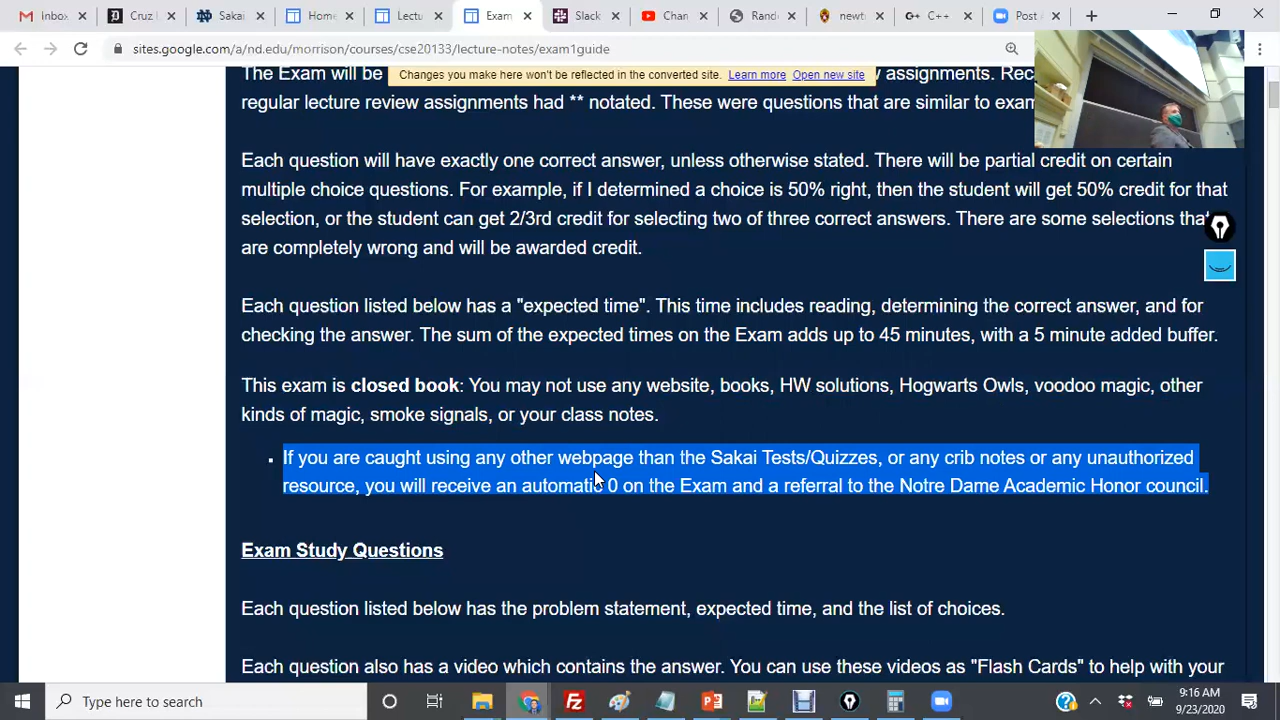 Inbox
Cruz
Sakai
Home
Lectu
Exam
Slack
Chan
Rando
newt
C++
Post A
sites.google.com/a/nd.edu/morrison/courses/cse20133/lecture-notes/exam1guide
Changes you make here won't be reflected in the converted site. Learn more Open new site
The Exam will be
assignments. Rec
regular lecture review assignments had ** notated. These were questions that are similar to exam
Each question will have exactly one correct answer, unless otherwise stated. There will be partial credit on certain
multiple choice questions. For example, if I determined a choice is 50% right, then the student will get 50% credit for that
selection, or the student can get 2/3rd credit for selecting two of three correct answers. There are some selections that
are completely wrong and will be awarded credit.
Each question listed below has a "expected time". This time includes reading, determining the correct answer, and for
checking the answer. The sum of the expected times on the Exam adds up to 45 minutes, with a 5 minute added buffer.
This exam is closed book: You may not use any website, books, HW solutions, Hogwarts Owls, voodoo magic, other
kinds of magic, smoke signals, or your class notes.
If you are caught using any other webpage than the Sakai Tests/Quizzes, or any crib notes or any unauthorized
resource, you will receive an automatic 0 on the Exam and a referral to the Notre Dame Academic Honor council.
Exam Study Questions
Each question listed below has the problem statement, expected time, and the list of choices.
Each question also has a video which contains the answer. You can use these videos as "Flash Cards" to help with your
Type here to search
9:16 AM
9/23/2020